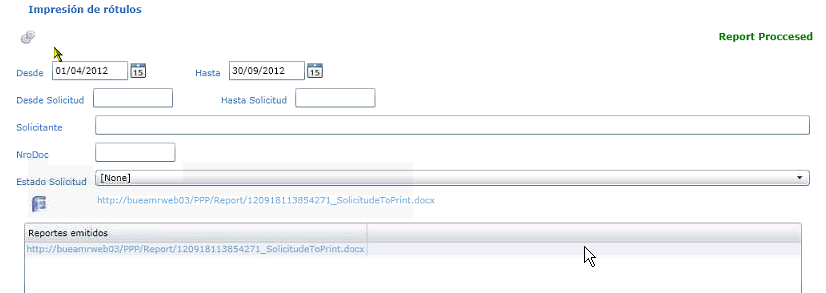 Impresión de rótulos
Report Proccesed
Desde 01/04/2012 15 Hasta 30/09/2012 15
Desde Solicitud Hasta Solicitud
Solicitante
NroDoc
Estado Solicitud [None]
http://bueamrweb03/PPP/Report/120918113854271_SolicitudeToPrint.docx
Reportes emitidos
http://bueamrweb03/PPP/Report/120918113854271_SolicitudeToPrint.docx